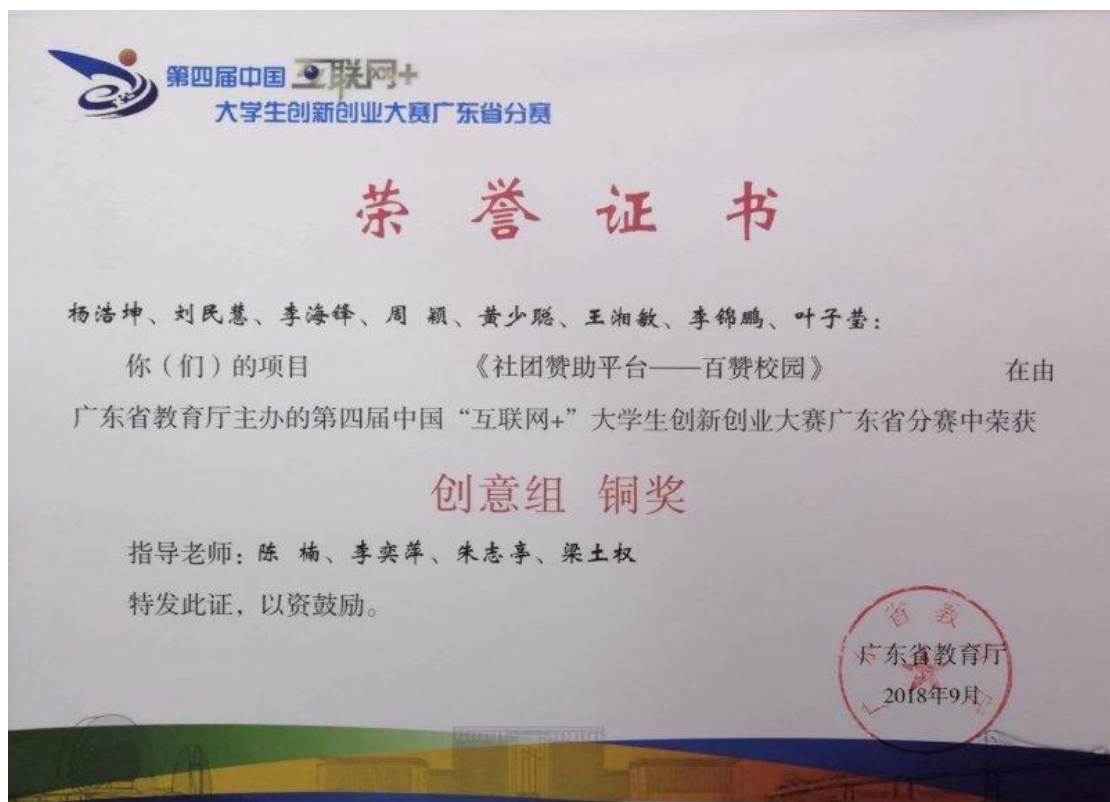 第四届中国互联网+
大学生创新创业大赛广东省分赛
荣誉证书
杨浩坤、刘民慧、李海锋、周 颖、黄少聪、王湘敏、李锦鹏、叶子莹:
你(们)的项目 《社团赞助平台——百赞校园》 在由
广东省教育厅主办的第四届中国“互联网+”大学生创新创业大赛广东省分赛中荣获
创意组 铜奖
指导老师:陈 楠、李奕萍、朱志亭、梁土权
特发此证,以资鼓励。
广东省教育厅
广东省教育厅
2018年9月